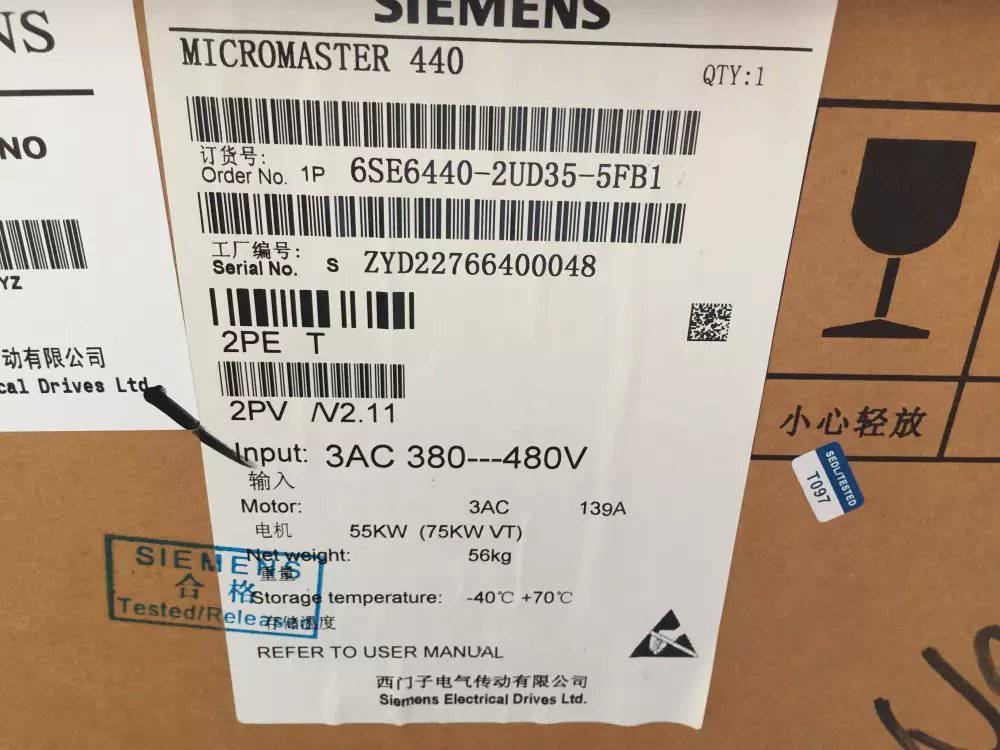 NS
NO
YZ
动有限公司
cal Drives Ltd
SIEMENS
MICROMASTER 440
QTY:1
订货号:
Order No. 1P 6SE6440-2UD35-5FB1
工厂编号:
Serial No. S ZYD22766400048
2PE T
2PV /V2.11
Input: 3AC 380---480V
输入
Motor: 3AC 139A
电机 55KW (75KW VT)
Net weight: 56kg
重量
Storage temperature: -40℃ +70℃
存储温度
REFER TO USER MANUAL
西门子电气传动有限公司
Siemens Electrical Drives Ltd.
SIEMENS
合格
Tested/Released
小心轻放
SEDL/TESTED
T097